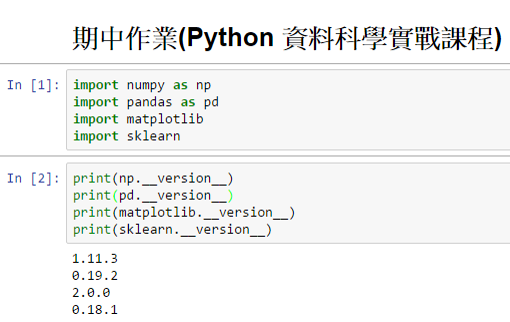 期中作業(Python 資料科學實戰課程)
In [1]: import numpy as np
import pandas as pd
import matplotlib
import sklearn
In [2]: print(np.__version__)
print(pd.__version__)
print(matplotlib.__version__)
print(sklearn.__version__)
1.11.3
0.19.2
2.0.0
0.18.1